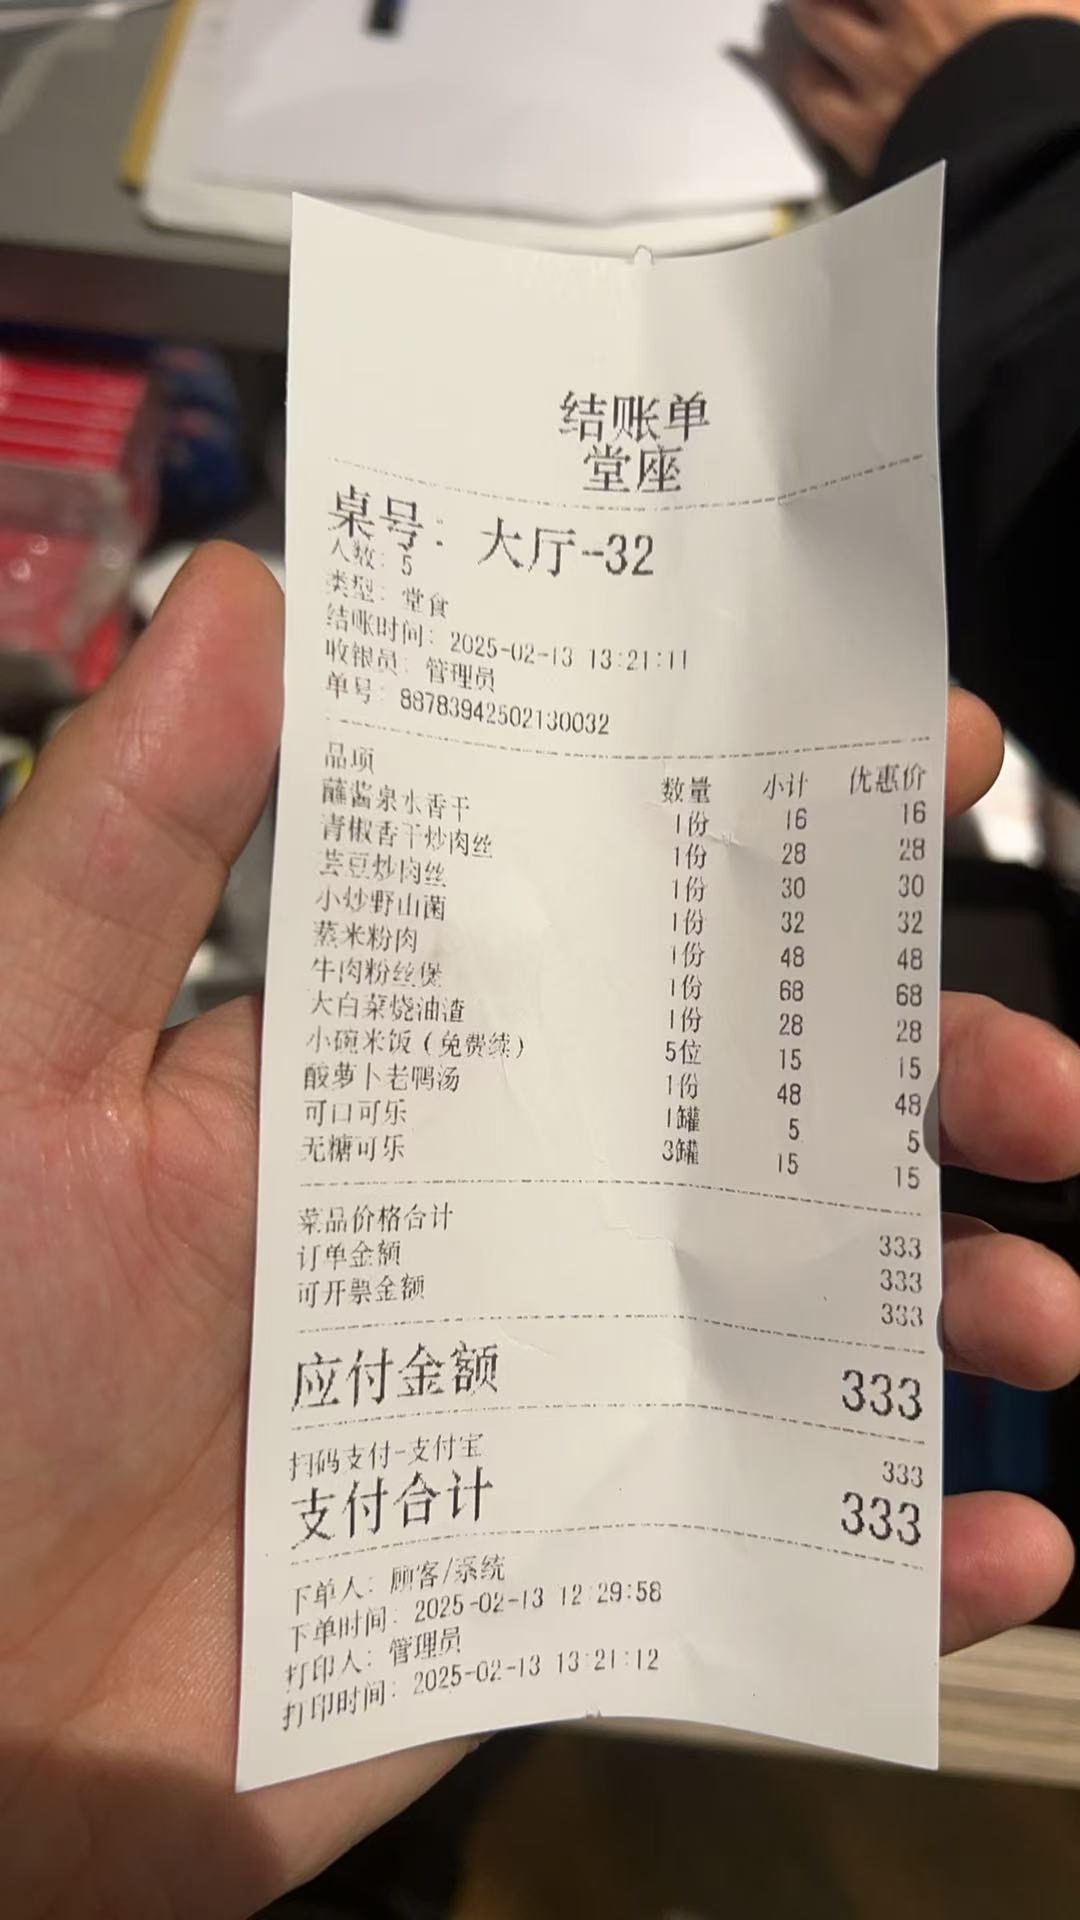 结账单
堂座
桌号: 大厅-32
人数: 5
类型: 堂食
结账时间: 2025-02-13 13:21:11
收银员: 管理员
单号: 88783942502130032
品项 数量 小计 优惠价
蘸酱泉水香干 1份 16 16
青椒香干炒肉丝 1份 28 28
芸豆炒肉丝 1份 30 30
小炒野山菌 1份 32 32
蒸米粉肉 1份 48 48
牛肉粉丝煲 1份 68 68
大白菜烧油渣 1份 28 28
小碗米饭(免费续) 5位 15 15
酸萝卜老鸭汤 1份 48 48
可口可乐 1罐 5 5
无糖可乐 3罐 15 15
菜品价格合计 333
订单金额 333
可开票金额 333
应付金额 333
扫码支付-支付宝 333
支付合计 333
下单人: 顾客/系统
下单时间: 2025-02-13 12:29:58
打印人: 管理员
打印时间: 2025-02-13 13:21:12